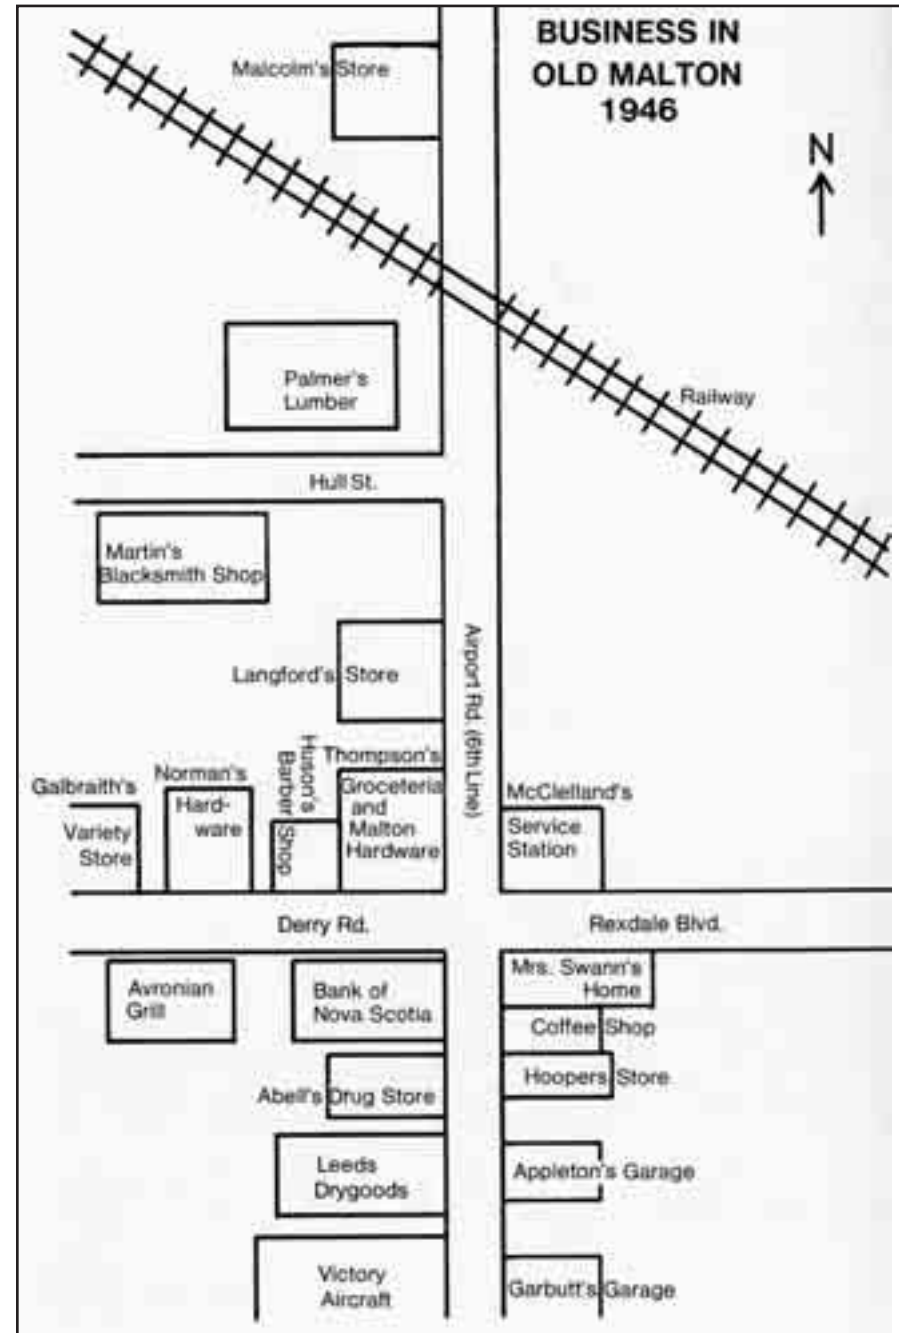 BUSINESS IN
OLD MALTON
1946
N
Malcolm's Store
Palmer's
Lumber
Railway
Hull St.
Martin's
Blacksmith Shop
Langford's Store
Airport Rd. (6th Line)
Galbraith's
Variety
Store
Norman's
Hard-
ware
Huson's
Barber Shop
Thompson's
Groceteria
and
Malton
Hardware
McClelland's
Service
Station
Derry Rd.
Rexdale Blvd.
Avronian
Grill
Bank of
Nova Scotia
Mrs. Swann's
Home
Coffee Shop
Abell's Drug Store
Hoopers Store
Leeds
Drygoods
Appleton's Garage
Victory
Aircraft
Garbutt's Garage